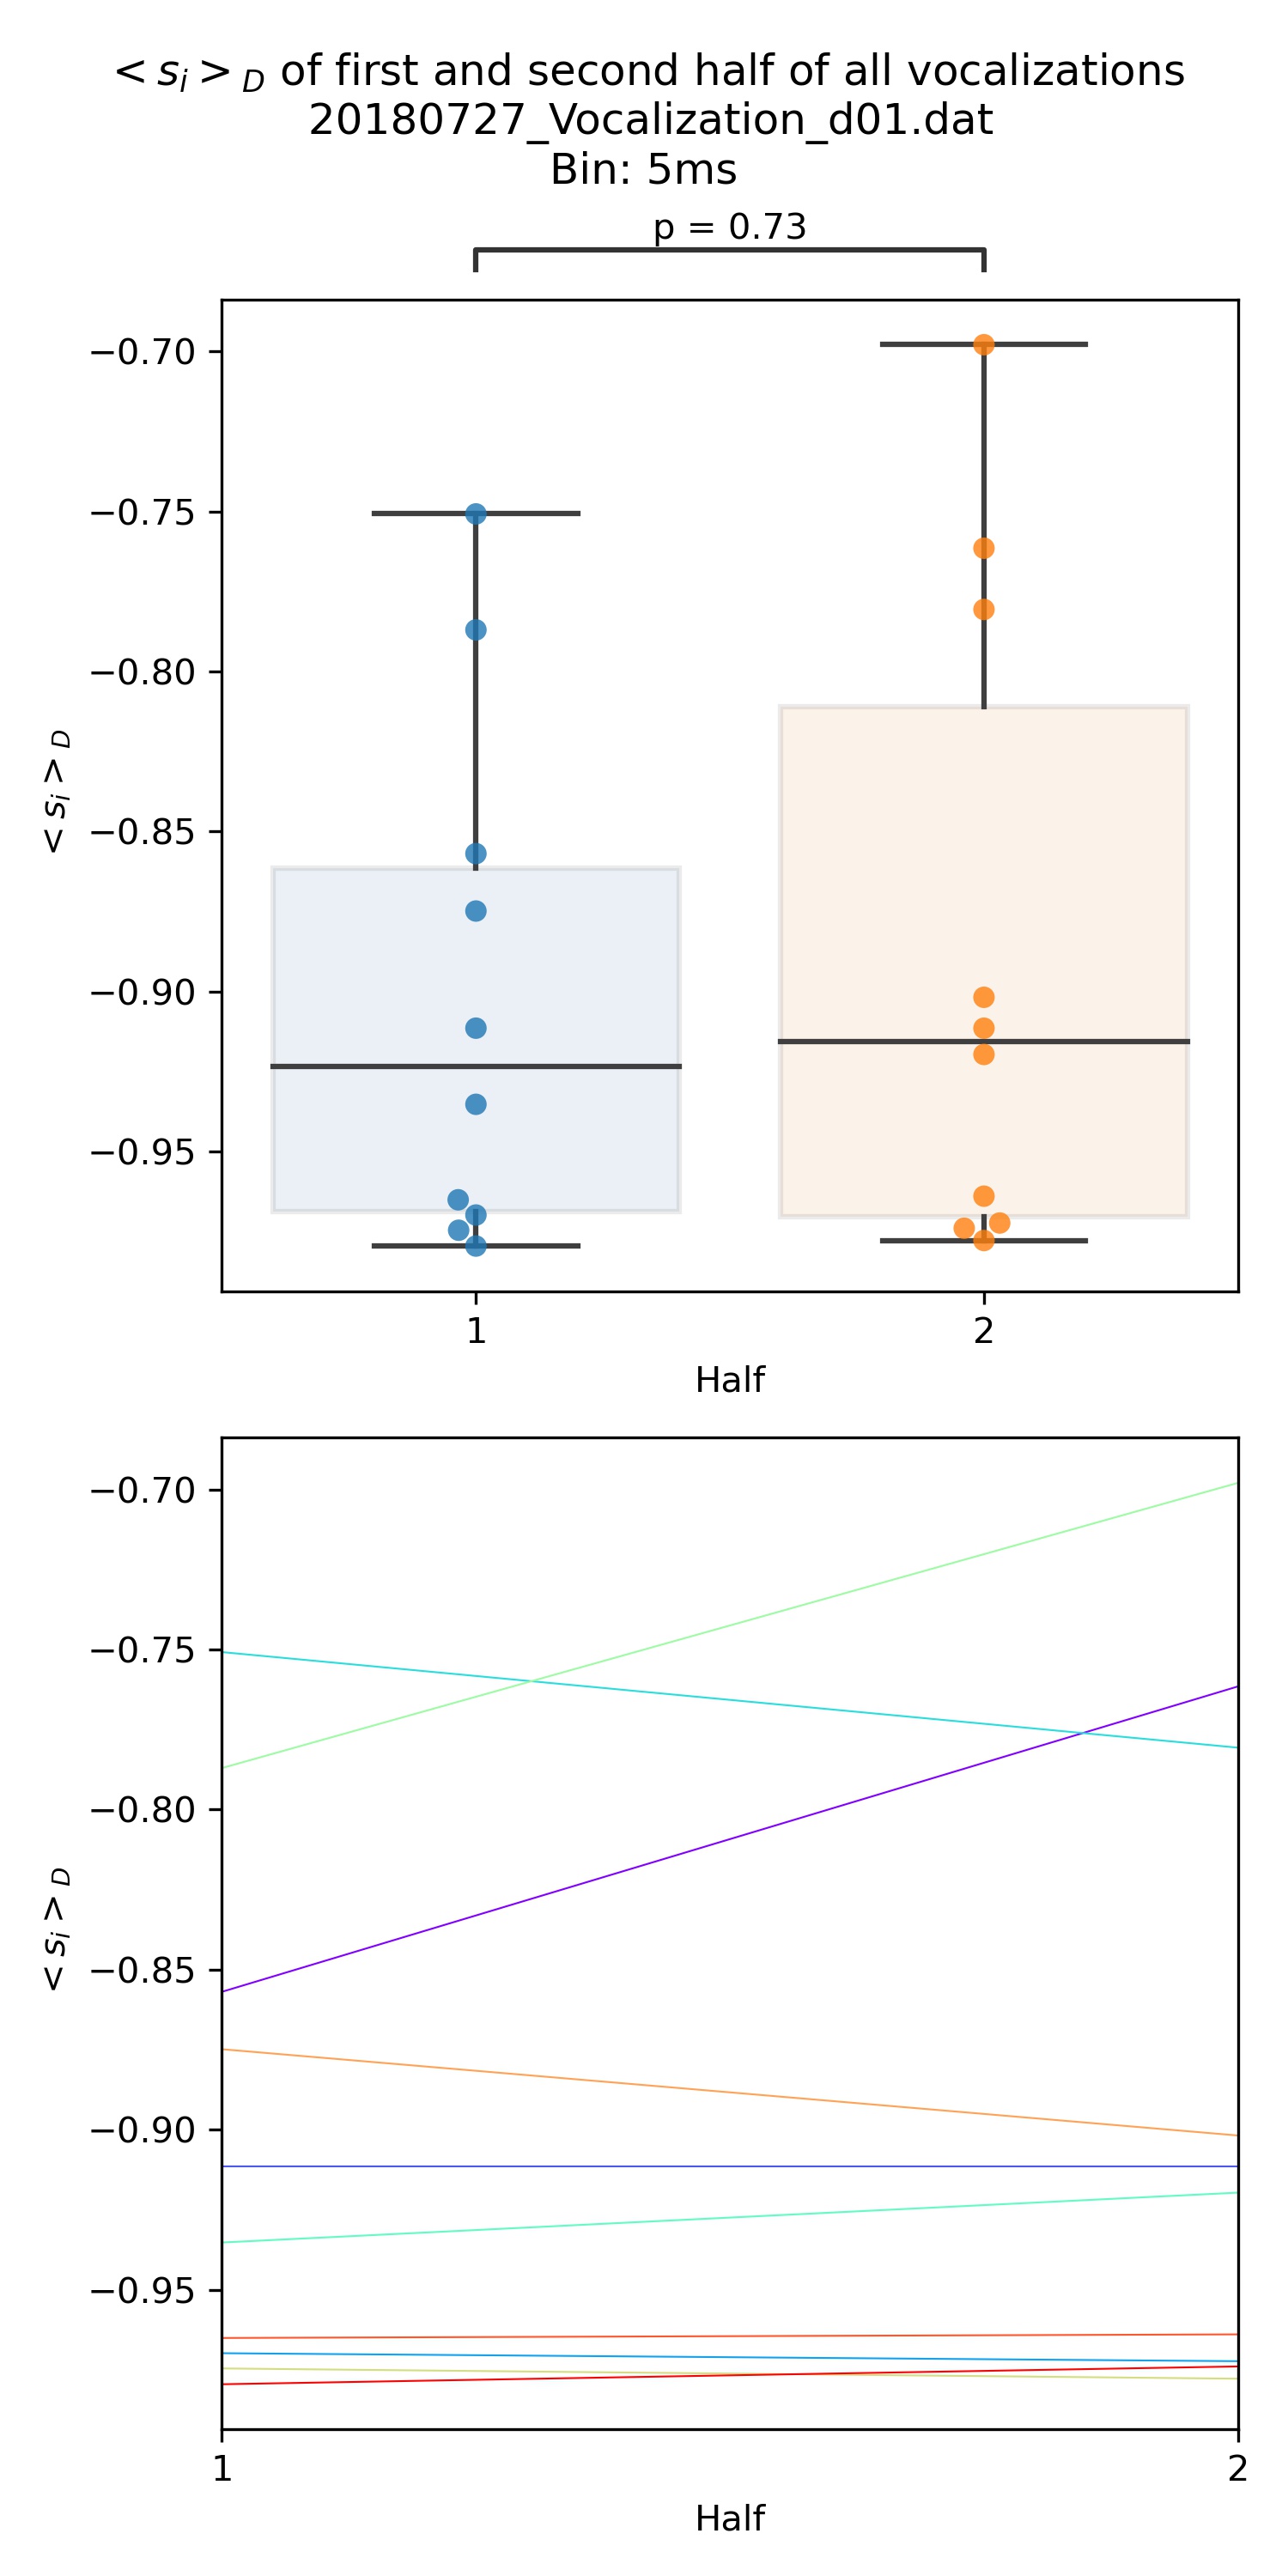 < s_i >_D of first and second half of all vocalizations
20180727_Vocalization_d01.dat
Bin: 5ms
p = 0.73
−0.70
−0.75
−0.80
−0.85
−0.90
−0.95
< s_i >_D
1 2
Half
−0.70
−0.75
−0.80
−0.85
−0.90
−0.95
< s_i >_D
1 2
Half